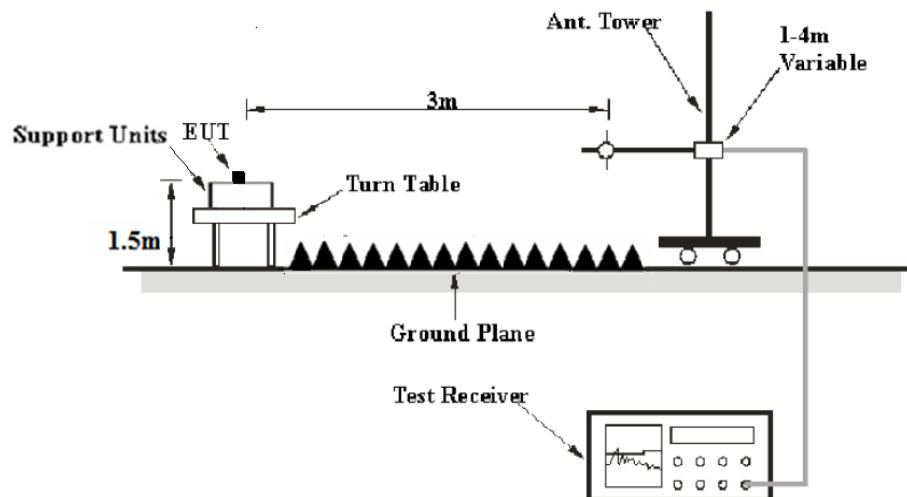 Ant. Tower
1-4m
Variable
3m
Support Units
EUT
Turn Table
1.5m
Ground Plane
Test Receiver